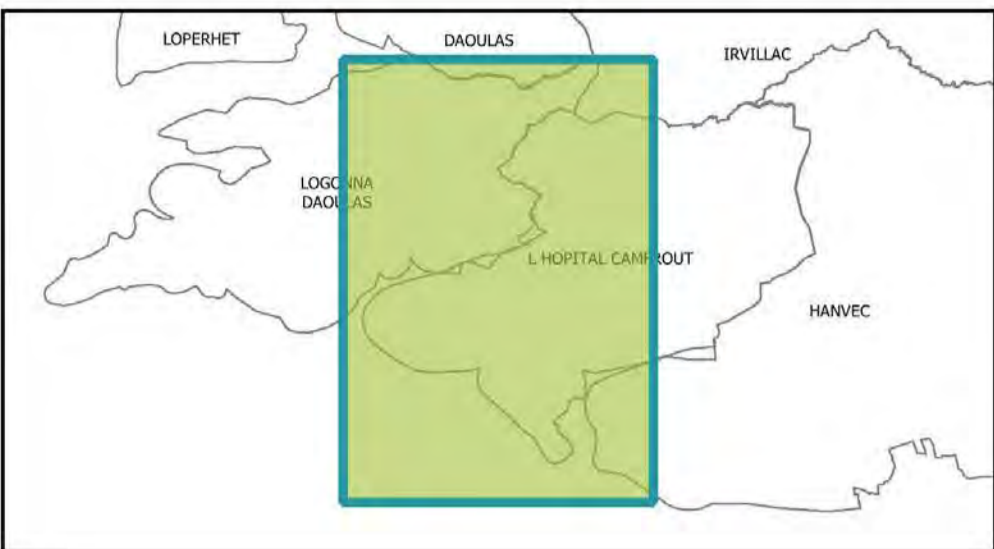 LOPERHET
DAOULAS
IRVILLAC
LOGONNA
DAOULAS
L HOPITAL CAMFROUT
HANVEC